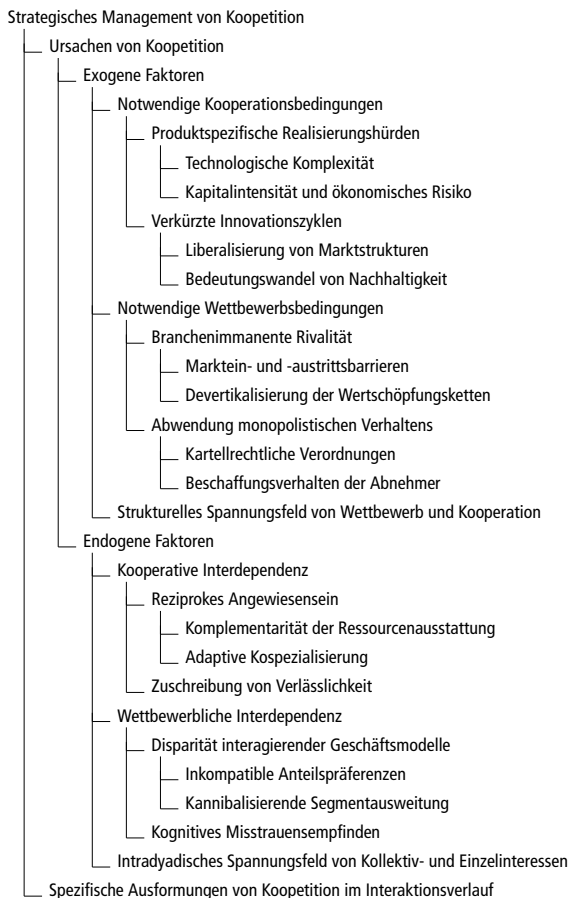 Strategisches Management von Koopetition
Ursachen von Koopetition
Exogene Faktoren
Notwendige Kooperationsbedingungen
Produktspezifische Realisierungshürden
Technologische Komplexität
Kapitalintensität und ökonomisches Risiko
Verkürzte Innovationszyklen
Liberalisierung von Marktstrukturen
Bedeutungswandel von Nachhaltigkeit
Notwendige Wettbewerbsbedingungen
Branchenimmanente Rivalität
Marktein- und -austrittsbarrieren
Devertikalisierung der Wertschöpfungsketten
Abwendung monopolistischen Verhaltens
Kartellrechtliche Verordnungen
Beschaffungsverhalten der Abnehmer
Strukturelles Spannungsfeld von Wettbewerb und Kooperation
Endogene Faktoren
Kooperative Interdependenz
Reziprokes Angewiesensein
Komplementarität der Ressourcenausstattung
Adaptive Kospezialisierung
Zuschreibung von Verlässlichkeit
Wettbewerbliche Interdependenz
Disparität interagierender Geschäftsmodelle
Inkompatible Anteilspräferenzen
Kannibalisierende Segmentausweitung
Kognitives Misstrauensempfinden
Intradyadisches Spannungsfeld von Kollektiv- und Einzelinteressen
Spezifische Ausformungen von Koopetition im Interaktionsverlauf